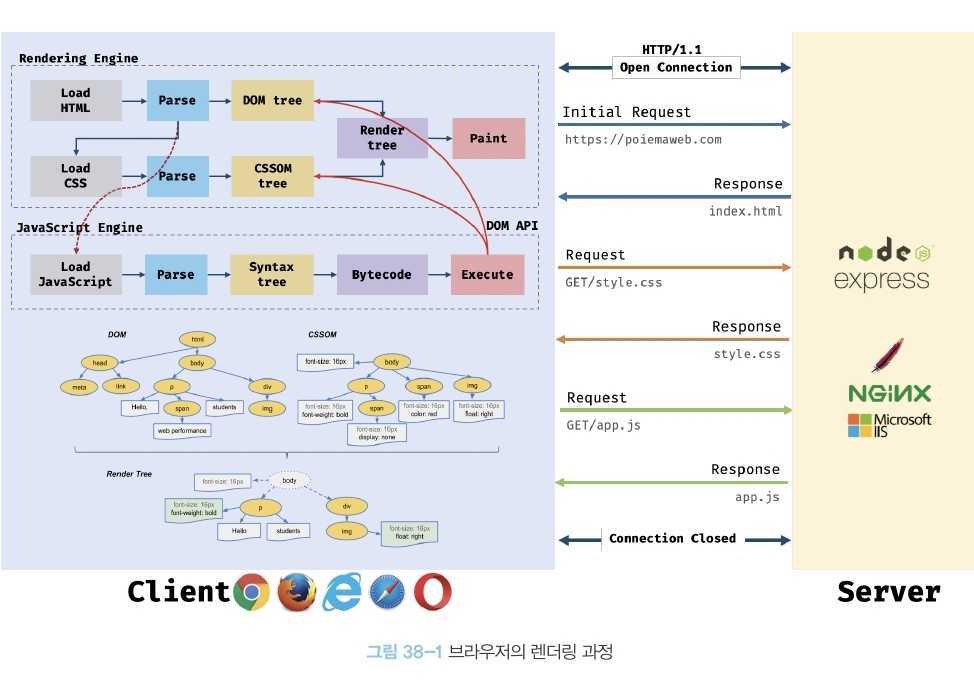 Rendering Engine
Load
HTML
Parse
DOM tree
Render
tree
Paint
Load
CSS
Parse
CSSOM
tree
JavaScript Engine
DOM API
Load
JavaScript
Parse
Syntax
tree
Bytecode
Execute
DOM
html
head
body
meta
link
p
div
Hello,
span
students
img
web performance
CSSOM
font-size: 16px
body
p
span
img
font-size: 16px
font-weight: bold
span
font-size: 16px
color: red
font-size: 16px
float: right
font-size: 16px
display: none
Render Tree
font-size: 16px
body
font-size: 16px
font-weight: bold
p
div
Hello
students
img
font-size: 16px
float: right
HTTP/1.1
Open Connection
Initial Request
https://poiemaweb.com
Response
index.html
Request
GET/style.css
Response
style.css
Request
GET/app.js
Response
app.js
Connection Closed
node
JS
express
NGINX
Microsoft
IIS
Client
Server
그림 38-1 브라우저의 렌더링 과정